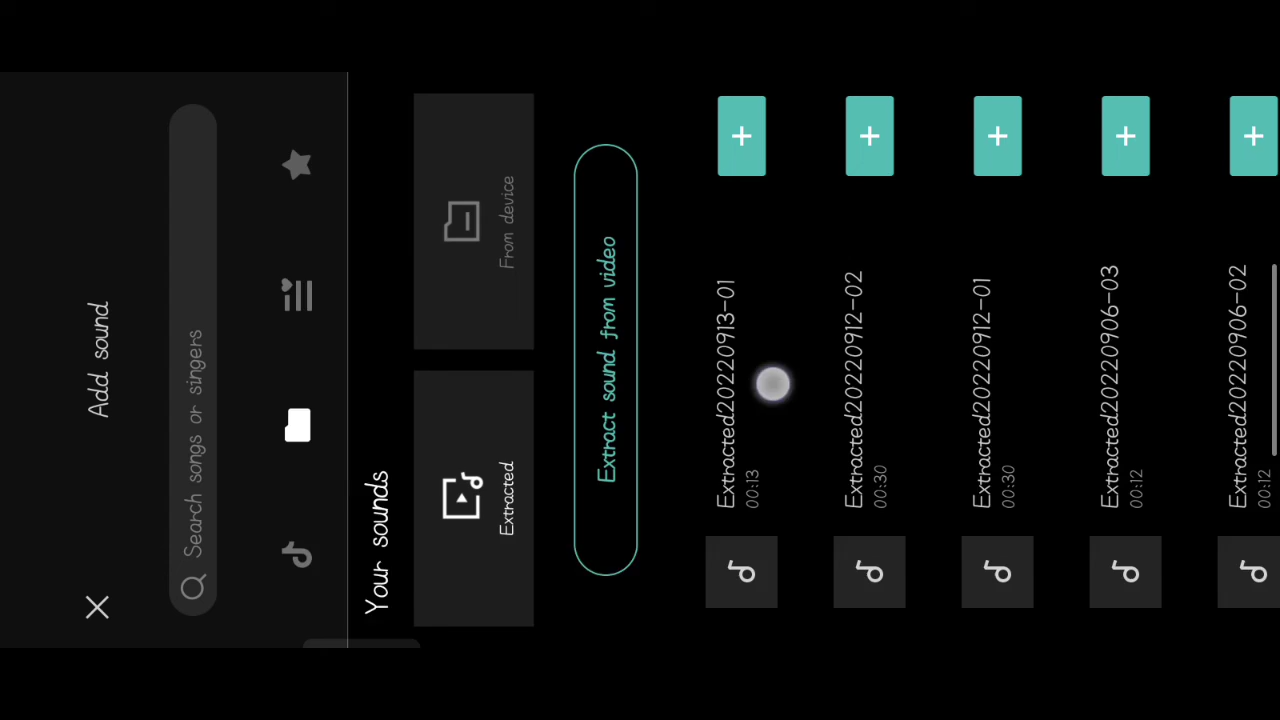 Add sound
Search songs or singers
Your sounds
Extracted
From device
Extract sound from video
Extracted20220913-01
00:13
Extracted20220912-02
00:30
Extracted20220912-01
00:30
Extracted20220906-03
00:12
Extracted20220906-02
00:12